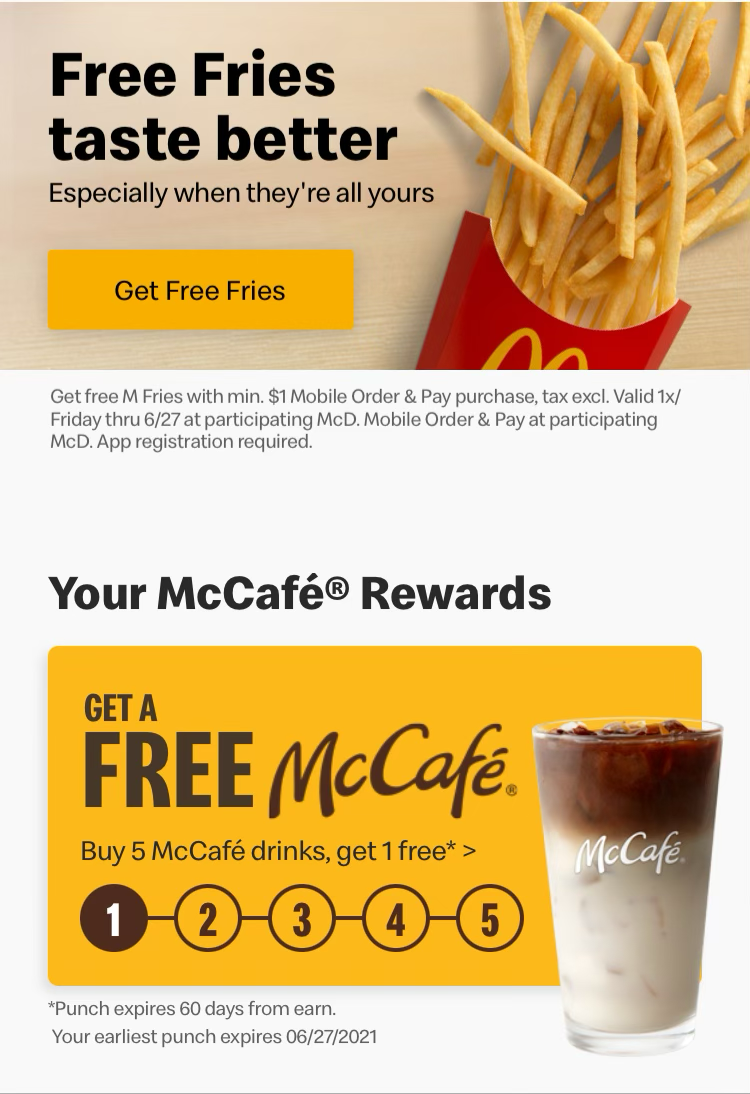 Free Fries
taste better
Especially when they're all yours
Get Free Fries
Get free M Fries with min. $1 Mobile Order & Pay purchase, tax excl. Valid 1x/
Friday thru 6/27 at participating McD. Mobile Order & Pay at participating
McD. App registration required.
Your McCafé® Rewards
GET A
FREE McCafé®
Buy 5 McCafé drinks, get 1 free* >
1 2 3 4 5
McCafé®
*Punch expires 60 days from earn.
Your earliest punch expires 06/27/2021